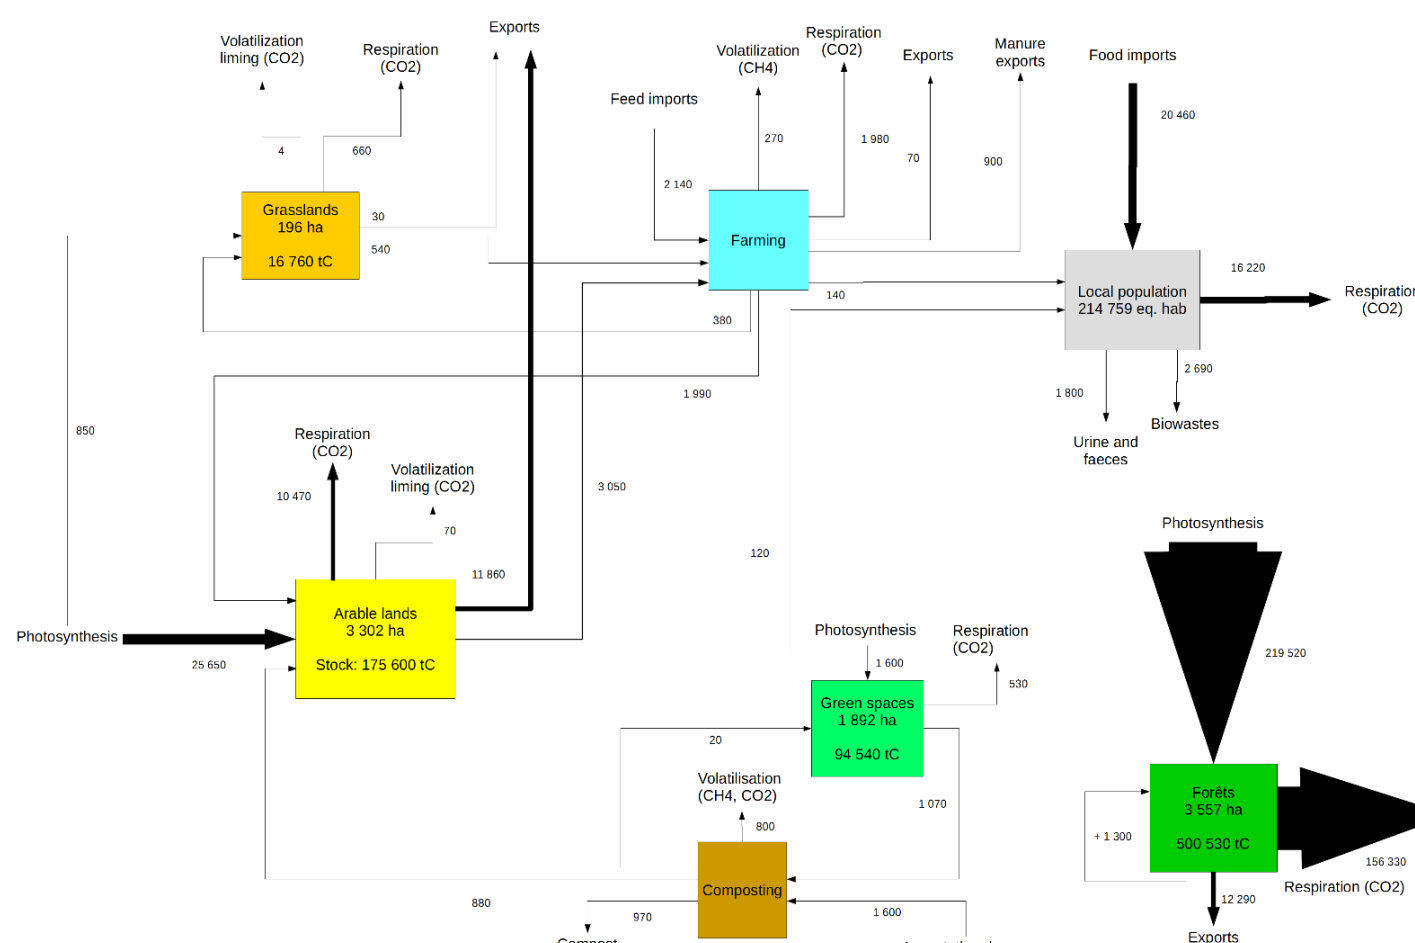 Exports
Volatilization
liming (CO2)
Respiration
(CO2)
Volatilization
(CH4)
Respiration
(CO2)
Exports
Manure
exports
Food imports
Feed imports
20 460
4
660
270
1 980
70
900
2 140
Grasslands
196 ha
16 760 tC
30
540
Farming
Local population
214 759 eq. hab
16 220
Respiration
(CO2)
140
380
1 990
1 800
2 690
Urine and
faeces
Biowastes
850
Respiration
(CO2)
Volatilization
liming (CO2)
10 470
70
3 050
11 860
120
Arable lands
3 302 ha
Stock: 175 600 tC
Photosynthesis
25 650
Photosynthesis
219 520
Photosynthesis
1 600
Respiration
(CO2)
530
Green spaces
1 892 ha
94 540 tC
20
1 070
Volatilisation
(CH4, CO2)
800
Composting
880
970
1 600
Compost
Forêts
3 557 ha
500 530 tC
+ 1 300
156 330
Respiration (CO2)
12 290
Exports